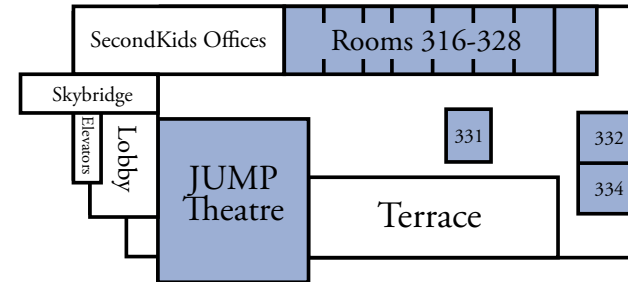 SecondKids Offices
Rooms 316-328
Skybridge
Elevators
Lobby
JUMP
Theatre
331
332
334
Terrace